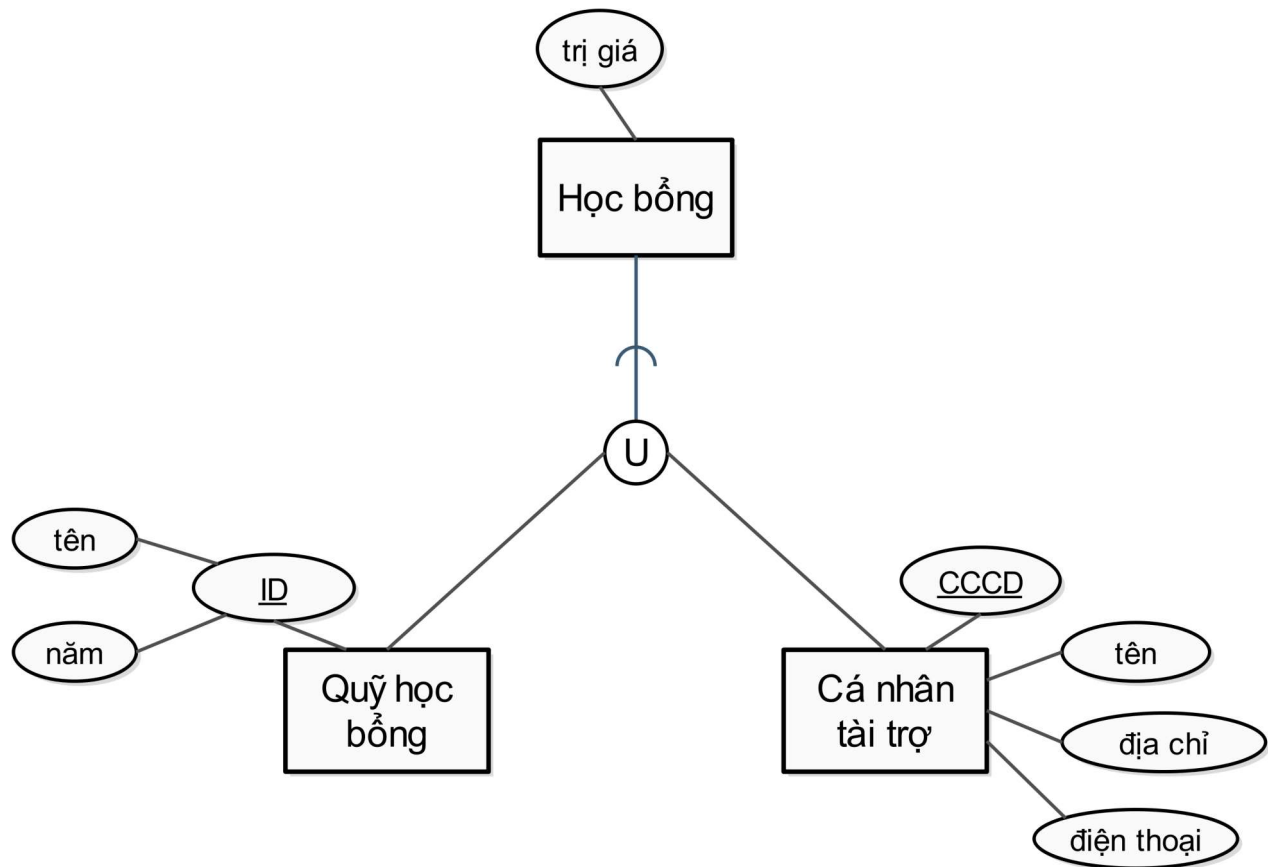 trị giá
Học bổng
U
tên
ID
năm
Quỹ học
bổng
CCCD
tên
Cá nhân
tài trợ
địa chỉ
điện thoại